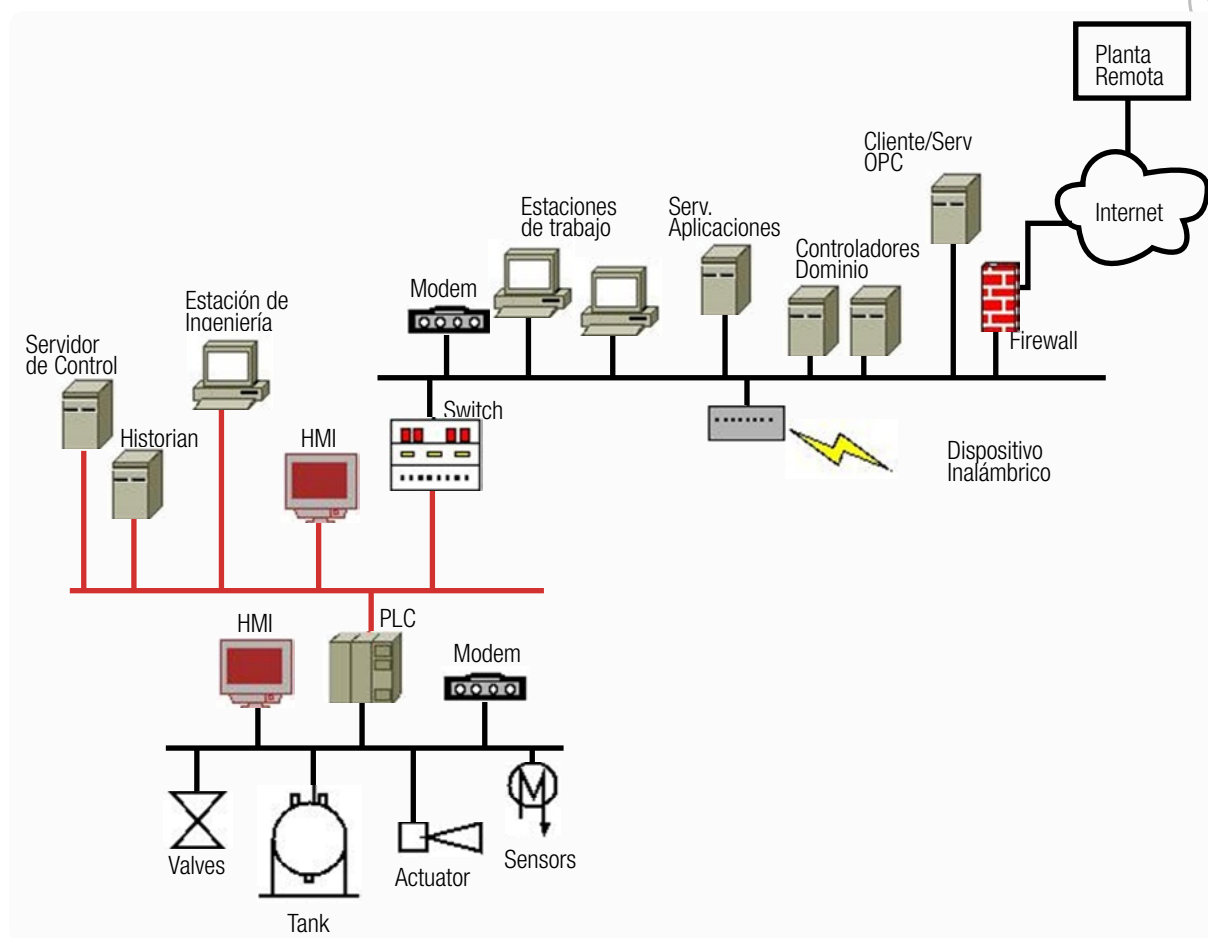 Planta
Remota
Cliente/Serv
OPC
Internet
Estaciones
de trabajo
Serv.
Aplicaciones
Controladores
Dominio
Modem
Firewall
Estación de
Ingeniería
Servidor
de Control
Historian
HMI
Switch
Dispositivo
Inalámbrico
HMI
PLC
Modem
Valves
Tank
Actuator
Sensors